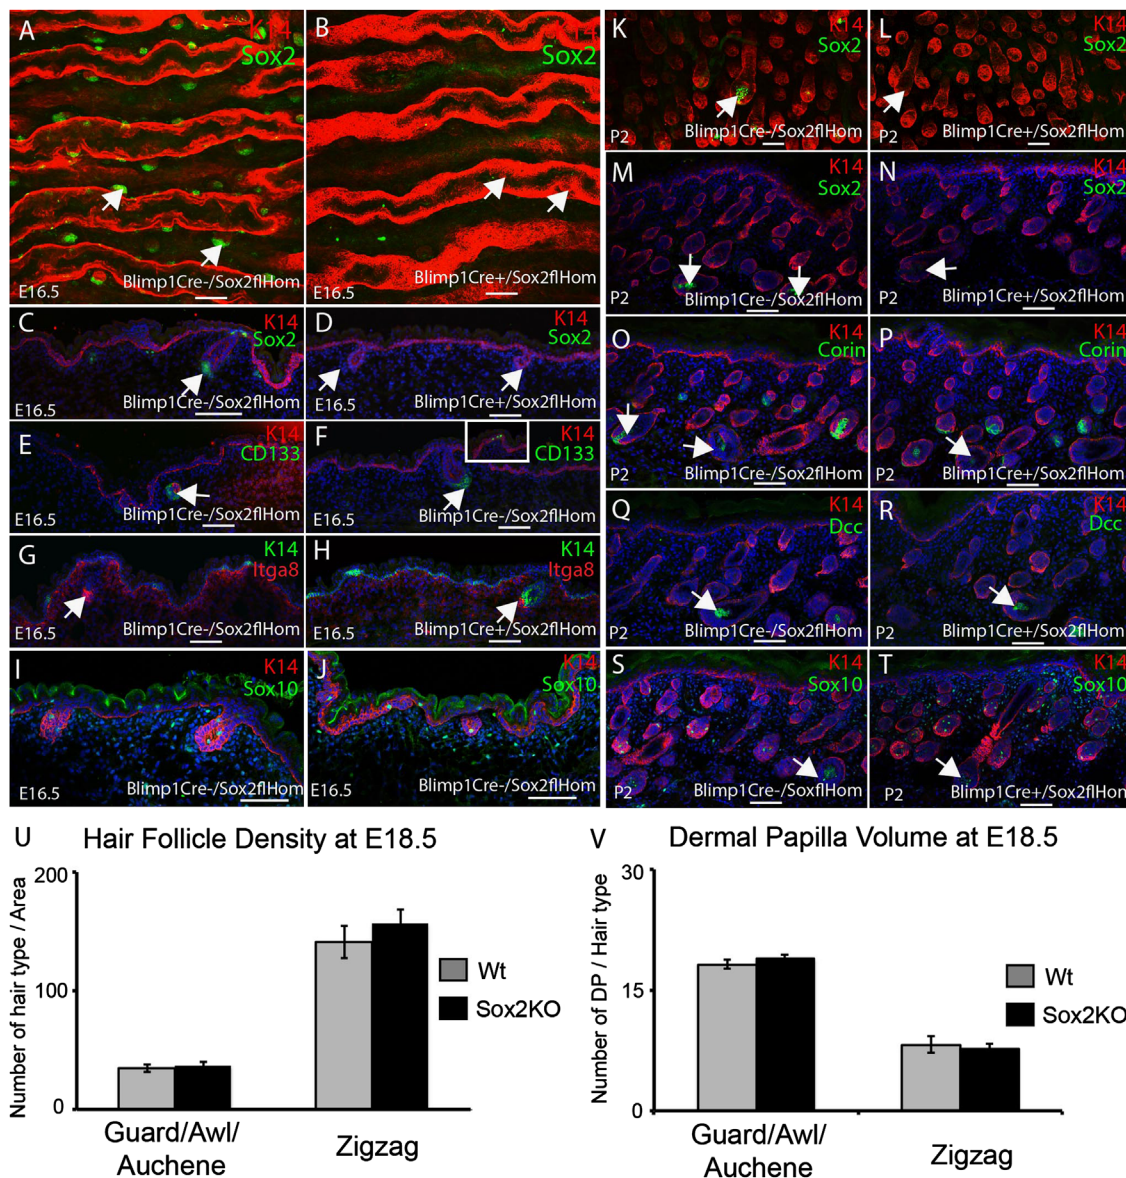 A
K14
Sox2
E16.5
Blimp1Cre-/Sox2flHom
B
K14
Sox2
E16.5
Blimp1Cre+/Sox2flHom
C
K14
Sox2
E16.5
Blimp1Cre-/Sox2flHom
D
K14
Sox2
E16.5
Blimp1Cre+/Sox2flHom
E
K14
CD133
E16.5
Blimp1Cre-/Sox2flHom
F
K14
CD133
E16.5
Blimp1Cre+/Sox2flHom
G
K14
Itga8
E16.5
Blimp1Cre-/Sox2flHom
H
K14
Itga8
E16.5
Blimp1Cre+/Sox2flHom
I
K14
Sox10
E16.5
Blimp1Cre-/Sox2flHom
J
K14
Sox10
E16.5
Blimp1Cre-/Sox2flHom
K
K14
Sox2
P2
Blimp1Cre-/Sox2flHom
L
K14
Sox2
P2
Blimp1Cre+/Sox2flHom
M
K14
Sox2
P2
Blimp1Cre-/Sox2flHom
N
K14
Sox2
P2
Blimp1Cre+/Sox2flHom
O
K14
Corin
P2
Blimp1Cre-/Sox2flHom
P
K14
Corin
P2
Blimp1Cre+/Sox2flHom
Q
K14
Dcc
P2
Blimp1Cre-/Sox2flHom
R
K14
Dcc
P2
Blimp1Cre+/Sox2flHom
S
K14
Sox10
P2
Blimp1Cre-/SoxflHom
T
K14
Sox10
P2
Blimp1Cre+/Sox2flHom
U
Hair Follicle Density at E18.5
Number of hair type / Area
200
100
0
Guard/Awl/
Auchene
Zigzag
Wt
Sox2KO
V
Dermal Papilla Volume at E18.5
Number of DP / Hair type
30
15
0
Guard/Awl/
Auchene
Zigzag
Wt
Sox2KO